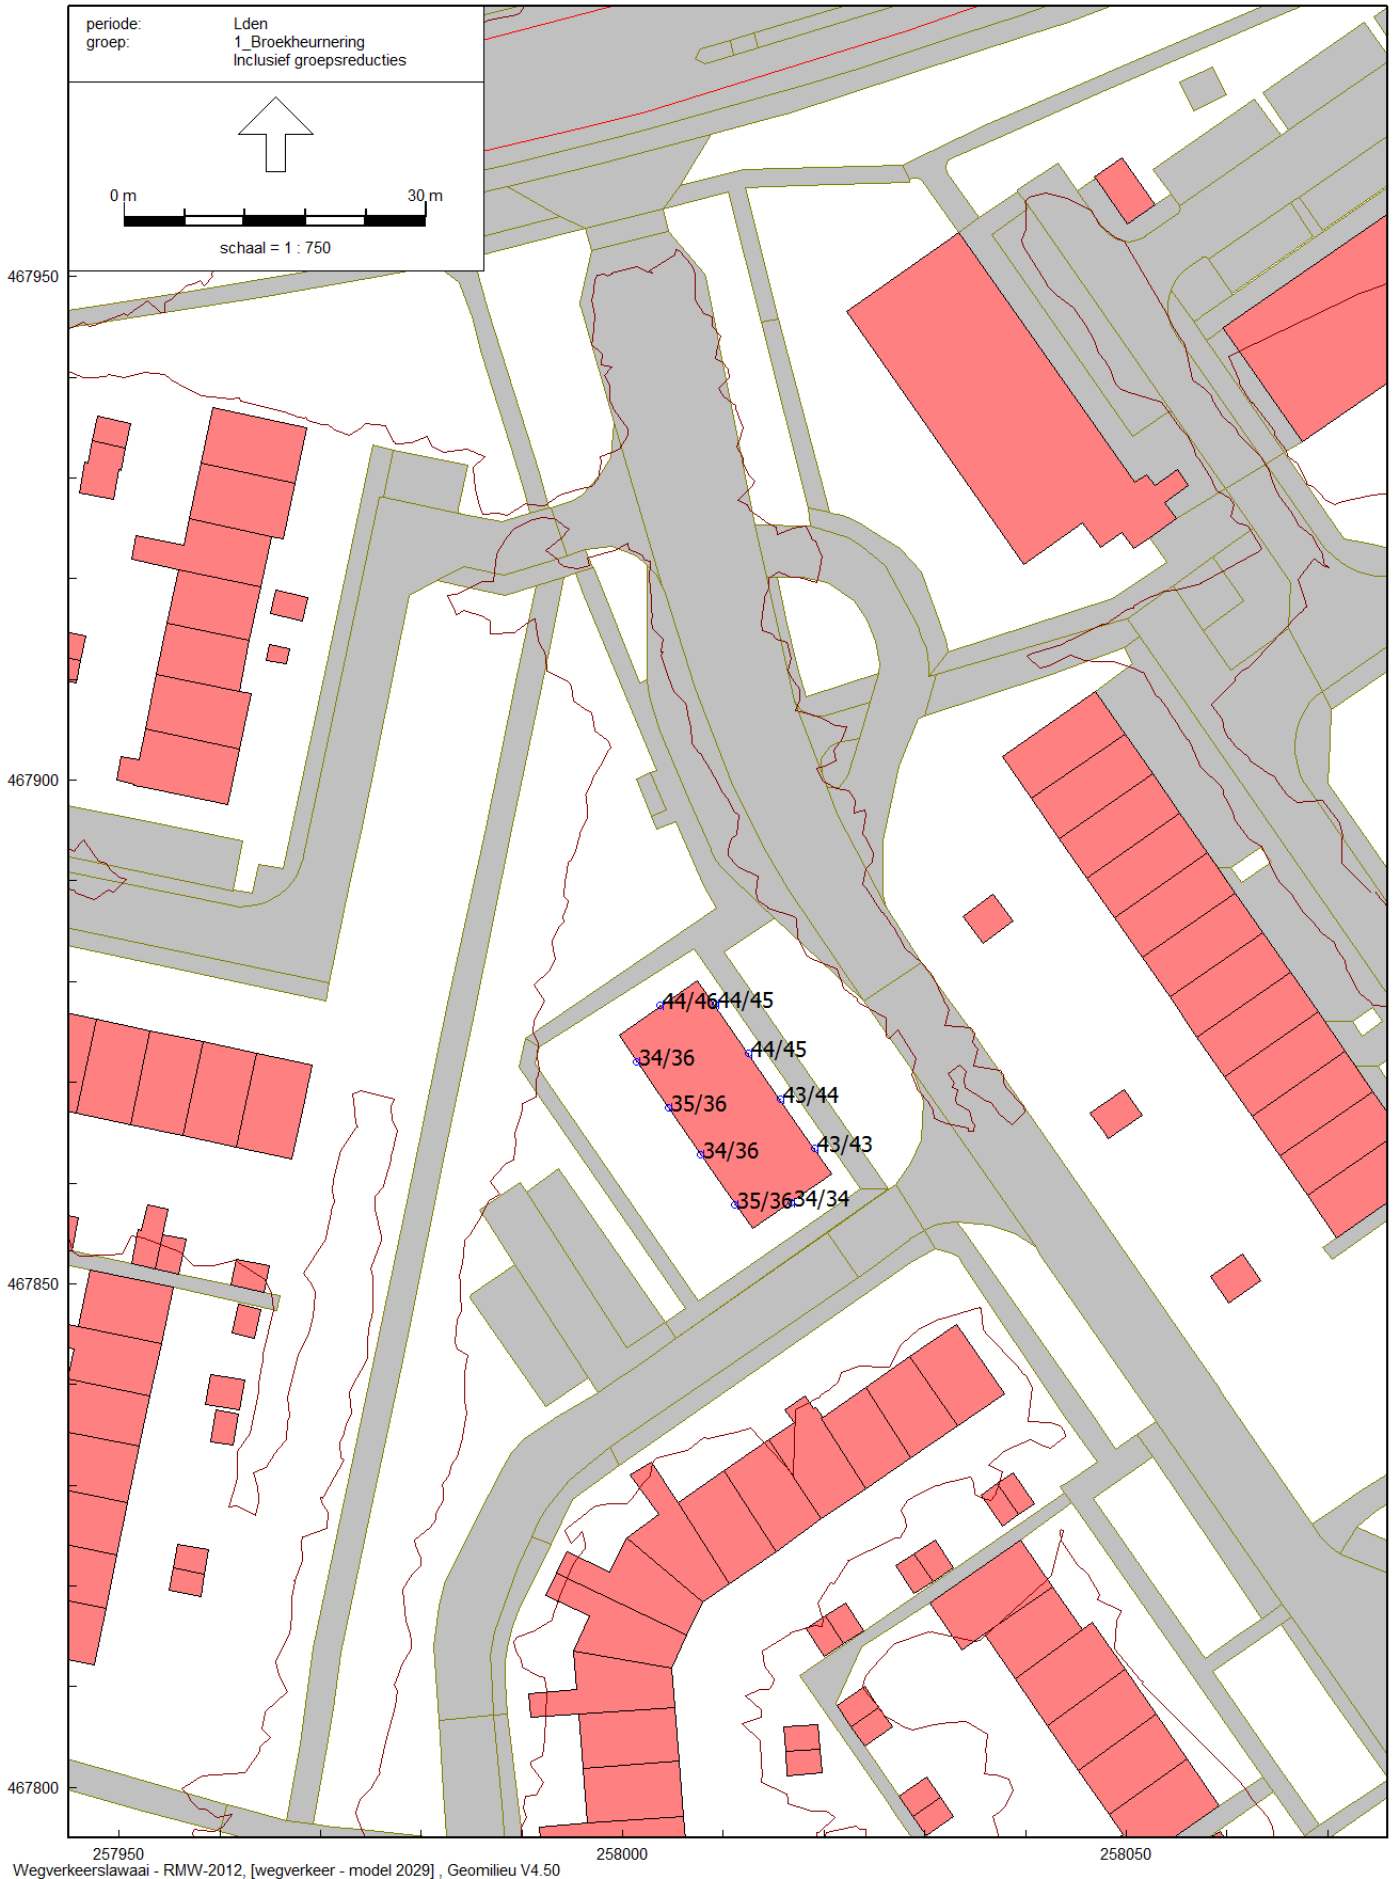 periode: Lden
groep: 1_Broekheurnering
Inclusief groepsreducties
0 m 30 m
schaal = 1 : 750
467950
467900
44/46 44/45
44/45
34/36
43/44
35/36
43/43
34/36
35/36 34/34
467850
467800
257950 258000 258050
Wegverkeerslawaai - RMW-2012, [wegverkeer - model 2029] , Geomilieu V4.50